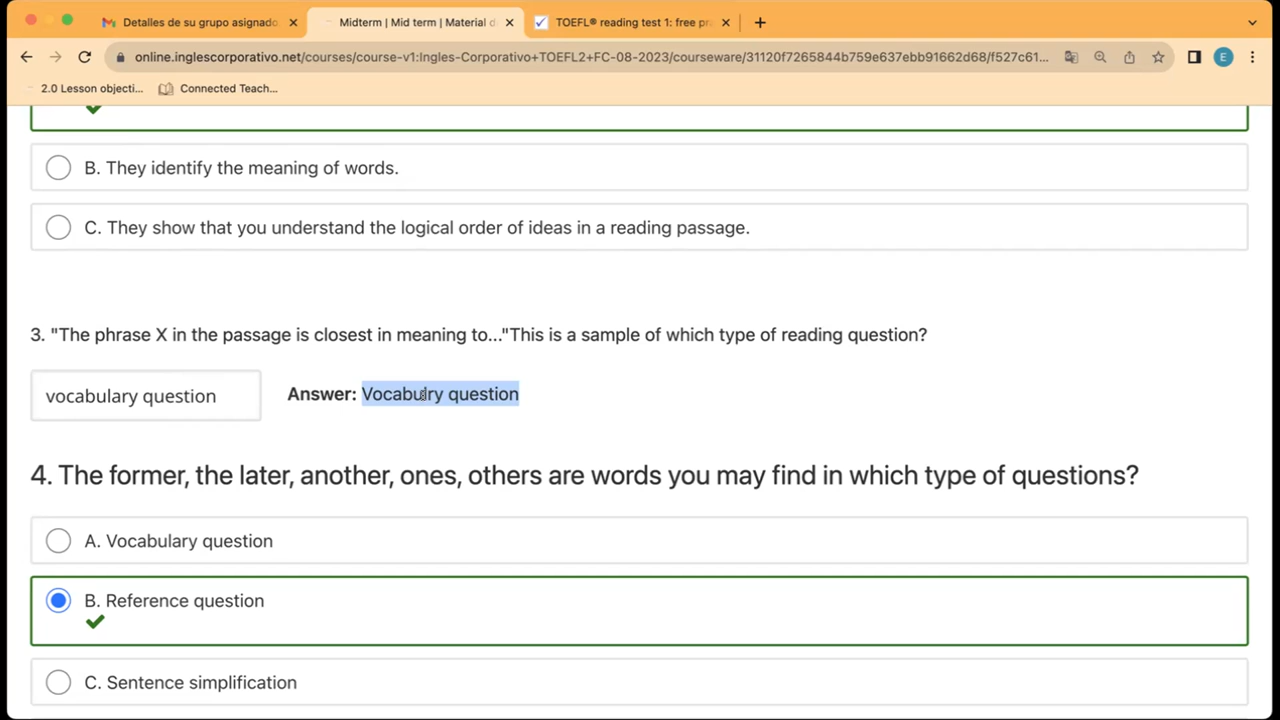 Detalles de su grupo asignado
Midterm | Mid term | Material d
TOEFL® reading test 1: free pr
online.inglescorporativo.net/courses/course-v1:Ingles-Corporativo+TOEFL2+FC-08-2023/courseware/31120f7265844b759e637ebb91662d68/f527c61...
E
2.0 Lesson objecti...
Connected Teach...
B. They identify the meaning of words.
C. They show that you understand the logical order of ideas in a reading passage.
3. "The phrase X in the passage is closest in meaning to..."This is a sample of which type of reading question?
vocabulary question
Answer: Vocabulry question
4. The former, the later, another, ones, others are words you may find in which type of questions?
A. Vocabulary question
B. Reference question
C. Sentence simplification